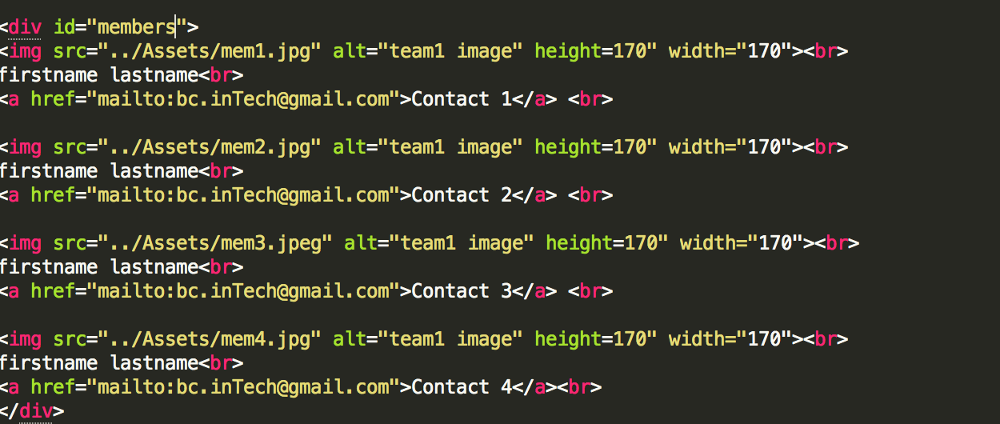 <div id="members">
<img src="../Assets/mem1.jpg" alt="team1 image" height=170" width="170"><br>
firstname lastname<br>
<a href="mailto:bc.inTech@gmail.com">Contact 1</a> <br>
<img src="../Assets/mem2.jpg" alt="team1 image" height=170" width="170"><br>
firstname lastname<br>
<a href="mailto:bc.inTech@gmail.com">Contact 2</a> <br>
<img src="../Assets/mem3.jpeg" alt="team1 image" height=170" width="170"><br>
firstname lastname<br>
<a href="mailto:bc.inTech@gmail.com">Contact 3</a> <br>
<img src="../Assets/mem4.jpg" alt="team1 image" height=170" width="170"><br>
firstname lastname<br>
<a href="mailto:bc.inTech@gmail.com">Contact 4</a><br>
</div>